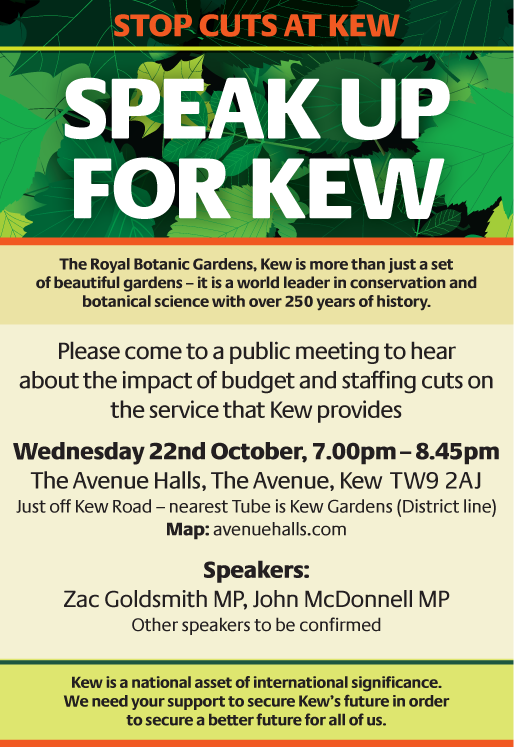 STOP CUTS AT KEW
SPEAK UP
FOR KEW
The Royal Botanic Gardens, Kew is more than just a set
of beautiful gardens – it is a world leader in conservation and
botanical science with over 250 years of history.
Please come to a public meeting to hear
about the impact of budget and staffing cuts on
the service that Kew provides
Wednesday 22nd October, 7.00pm – 8.45pm
The Avenue Halls, The Avenue, Kew TW9 2AJ
Just off Kew Road – nearest Tube is Kew Gardens (District line)
Map: avenuehalls.com
Speakers:
Zac Goldsmith MP, John McDonnell MP
Other speakers to be confirmed
Kew is a national asset of international significance.
We need your support to secure Kew's future in order
to secure a better future for all of us.